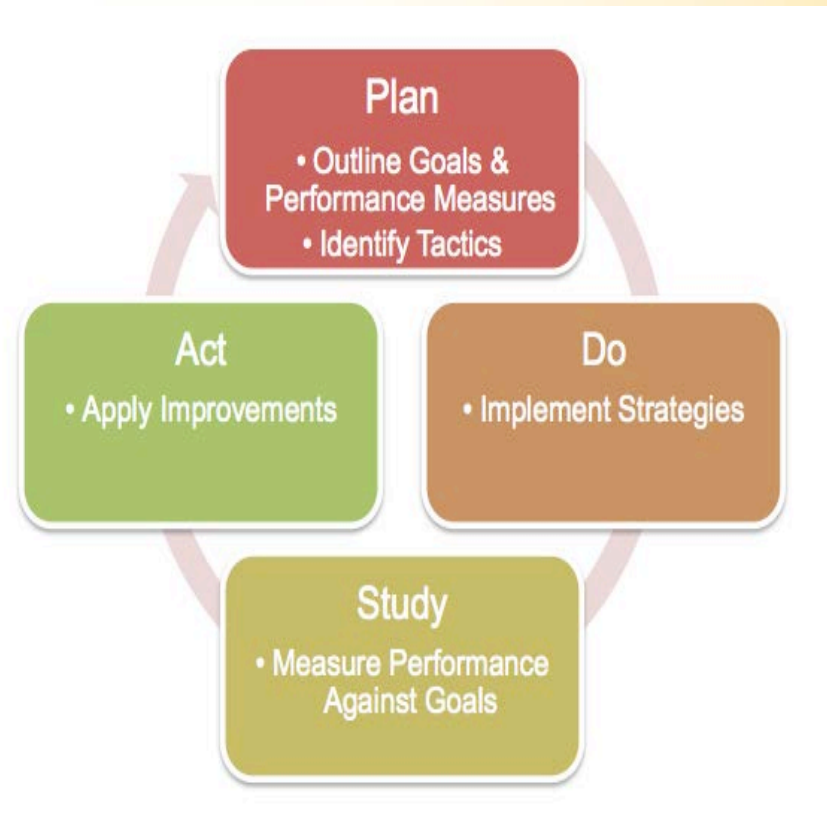 Plan
• Outline Goals &
Performance Measures
• Identify Tactics
Act
• Apply Improvements
Do
• Implement Strategies
Study
• Measure Performance
Against Goals